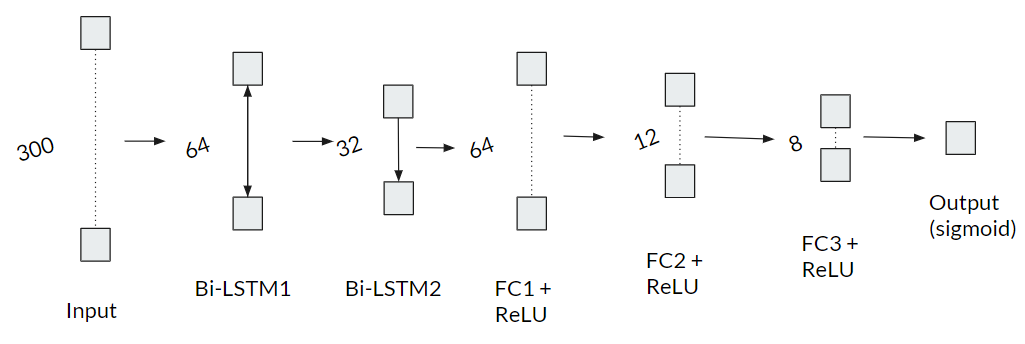 300
64
32
64
12
8
Input
Bi-LSTM1
Bi-LSTM2
FC1 +
ReLU
FC2 +
ReLU
FC3 +
ReLU
Output
(sigmoid)